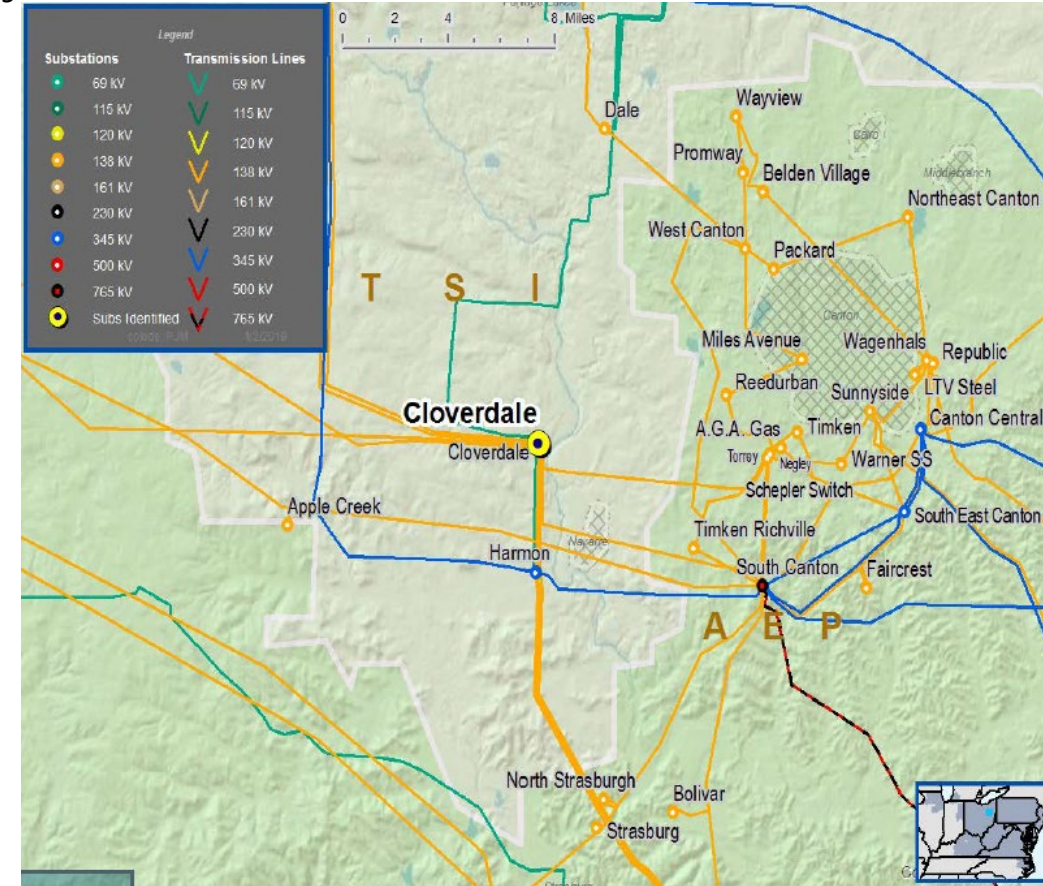 Legend
Substations
Transmission Lines
69 kV
69 kV
115 kV
115 kV
120 kV
120 kV
138 kV
138 kV
161 kV
161 kV
230 kV
230 kV
345 kV
345 kV
500 kV
500 kV
765 kV
765 kV
Subs Identified
0 2 4 8 Miles
Dale
Wayview
Cairo
Promway
Belden Village
Middlebranch
Northeast Canton
West Canton
Packard
T S I
Canton
Miles Avenue
Wagenhals
Republic
Reedurban
Sunnyside
LTV Steel
Cloverdale
A.G.A. Gas
Timken
Canton Central
Cloverdale
Torrey
Negley
Warner SS
Schepler Switch
Apple Creek
South East Canton
Timken Richville
Navarre
Harmon
South Canton
Faircrest
A E P
North Strasburgh
Bolivar
Strasburg